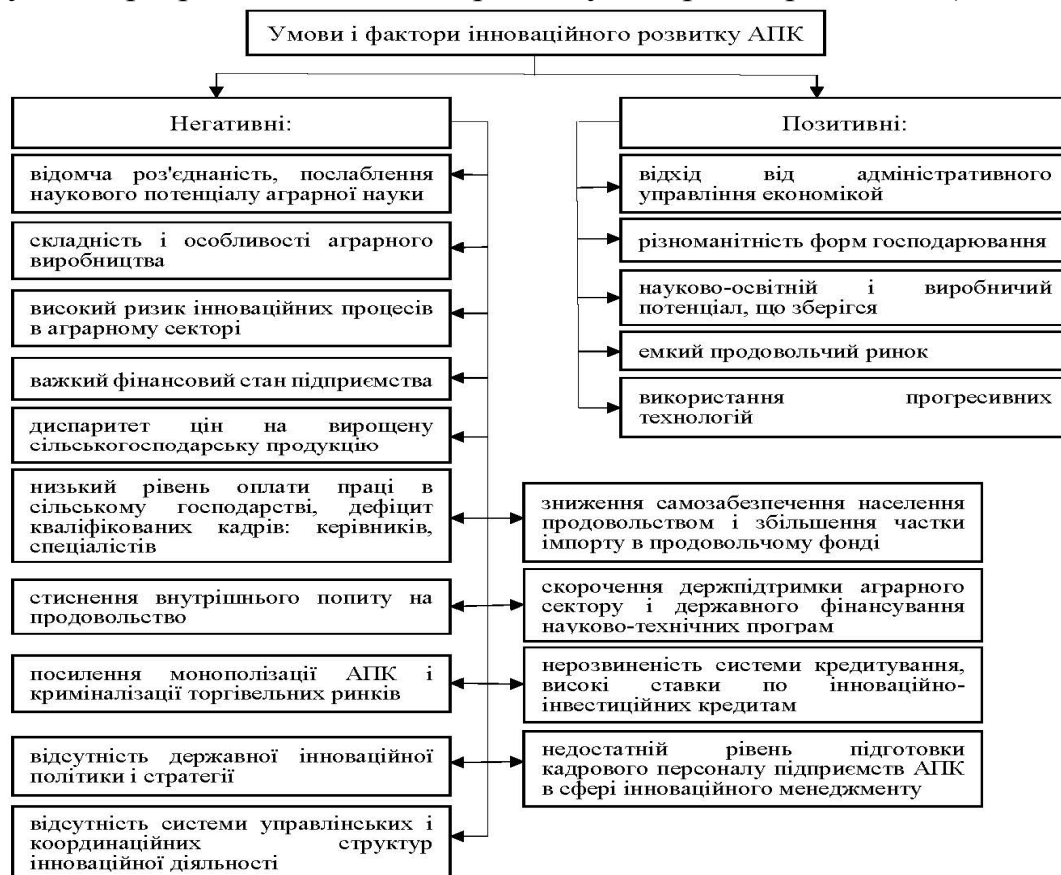 Умови і фактори інноваційного розвитку АПК
Негативні:
відомча роз'єднаність, послаблення
наукового потенціалу аграрної науки
складність і особливості аграрного
виробництва
високий ризик інноваційних процесів
в аграрному секторі
важкий фінансовий стан підприємства
диспаритет цін на вирощену
сільськогосподарську продукцію
низький рівень оплати праці в
сільському господарстві, дефіцит
кваліфікованих кадрів: керівників,
спеціалістів
стиснення внутрішнього попиту на
продовольство
посилення монополізації АПК і
криміналізації торгівельних ринків
відсутність державної інноваційної
політики і стратегії
відсутність системи управлінських і
координаційних структур
інноваційної діяльності
Позитивні:
відхід від адміністративного
управління економікой
різноманітність форм господарювання
науково-освітній і виробничий
потенціал, що зберігся
емкий продовольчий ринок
використання прогресивних
технологій
зниження самозабезпечення населення
продовольством і збільшення частки
імпорту в продовольчому фонді
скорочення держпідтримки аграрного
сектору і державного фінансування
науково-технічних програм
нерозвиненість системи кредитування,
високі ставки по інноваційно-
інвестиційних кредитам
недостатній рівень підготовки
кадрового персоналу підприємств АПК
в сфері інноваційного менеджменту